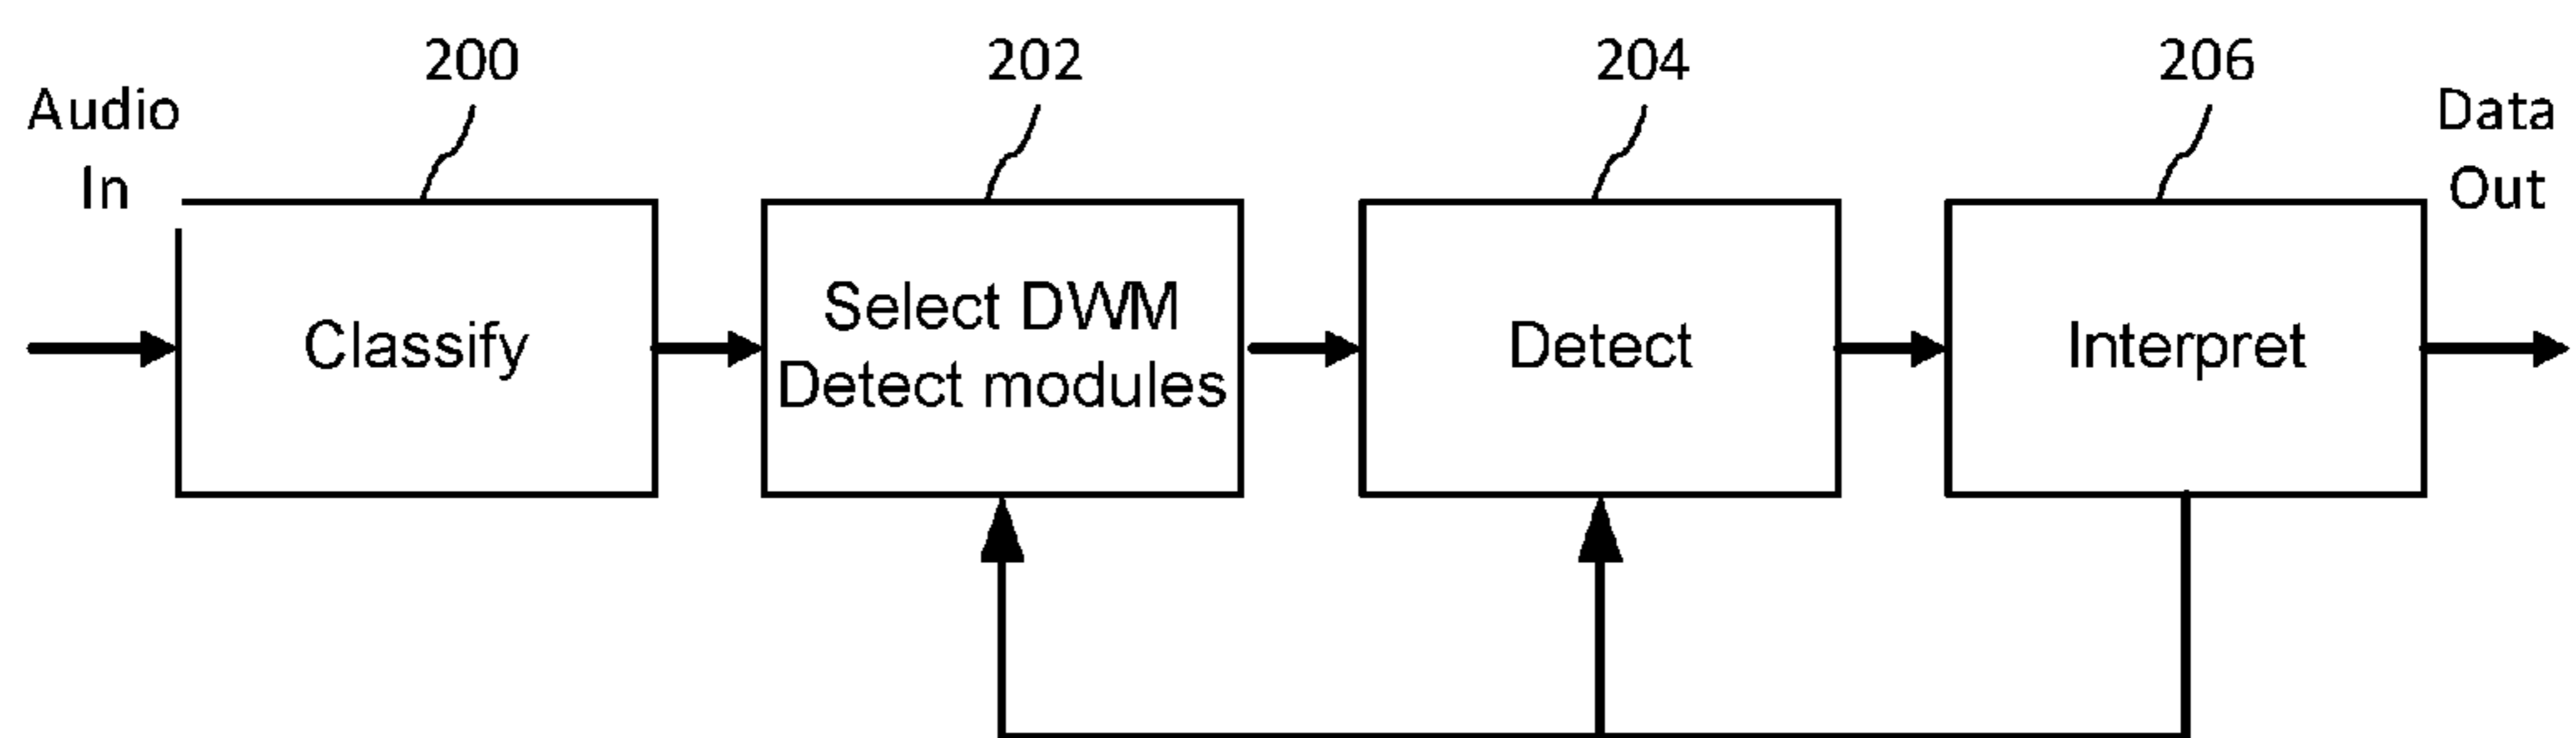 200
202
204
206
Audio
In
Data
Out
Classify
Select DWM
Detect modules
Detect
Interpret